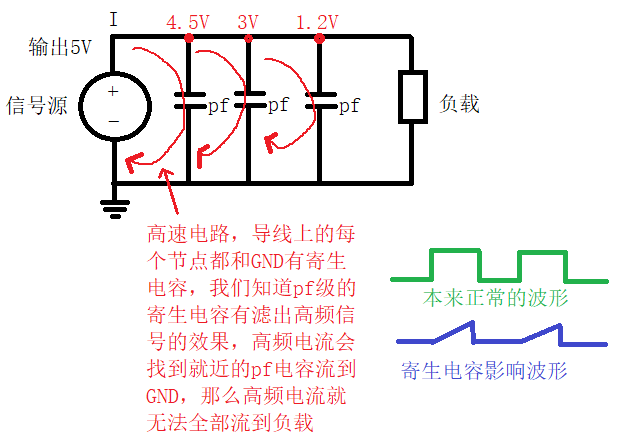 I
4.5V
3V
1.2V
输出5V
+
信号源
−
pf
pf
pf
负载
高速电路，导线上的每
个节点都和GND有寄生
电容，我们知道pf级的
寄生电容有滤出高频信
号的效果，高频电流会
找到就近的pf电容流到
GND，那么高频电流就
无法全部流到负载
本来正常的波形
寄生电容影响波形